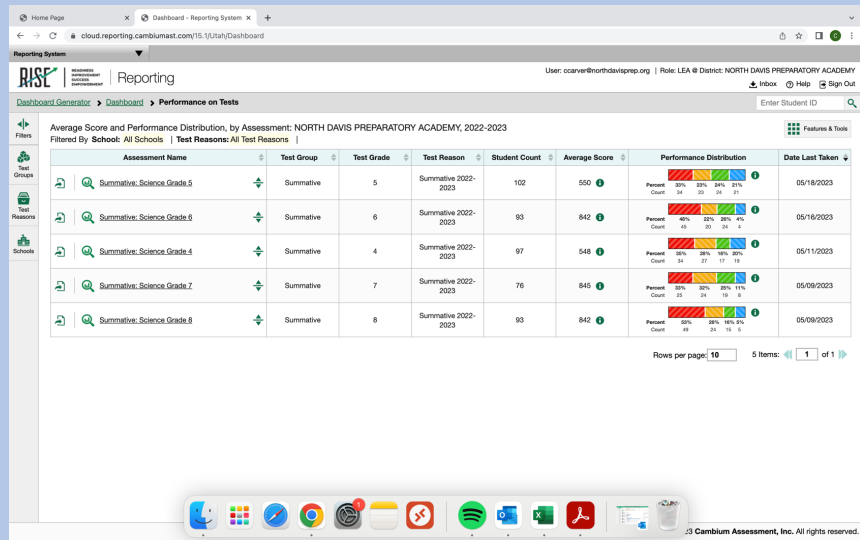 Home Page
Dashboard - Reporting System
cloud.reporting.cambiumast.com/15.1/Utah/Dashboard
C
Reporting System
RISE
READINESS
IMPROVEMENT
SUCCESS
EMPOWERMENT
Reporting
User: ccarver@northdavisprep.org | Role: LEA @ District: NORTH DAVIS PREPARATORY ACADEMY
Inbox Help Sign Out
Dashboard Generator Dashboard Performance on Tests
Enter Student ID
Filters
Test Groups
Test Reasons
Schools
Average Score and Performance Distribution, by Assessment: NORTH DAVIS PREPARATORY ACADEMY, 2022-2023
Filtered By School: All Schools | Test Reasons: All Test Reasons |
Features & Tools
Assessment Name Test Group Test Grade Test Reason Student Count Average Score Performance Distribution Date Last Taken
Summative: Science Grade 5 Summative 5 Summative 2022-2023 102 550 05/18/2023
Percent 33% 23% 24% 21%
Count 34 23 24 21
Summative: Science Grade 6 Summative 6 Summative 2022-2023 93 842 05/16/2023
Percent 48% 22% 26% 4%
Count 45 20 24 4
Summative: Science Grade 4 Summative 4 Summative 2022-2023 97 548 05/11/2023
Percent 35% 28% 18% 20%
Count 34 27 17 19
Summative: Science Grade 7 Summative 7 Summative 2022-2023 76 845 05/09/2023
Percent 33% 32% 25% 11%
Count 25 24 19 8
Summative: Science Grade 8 Summative 8 Summative 2022-2023 93 842 05/09/2023
Percent 53% 26% 16% 5%
Count 49 24 15 5
Rows per page: 10 5 Items: 1 of 1
1
Cambium Assessment, Inc. All rights reserved.